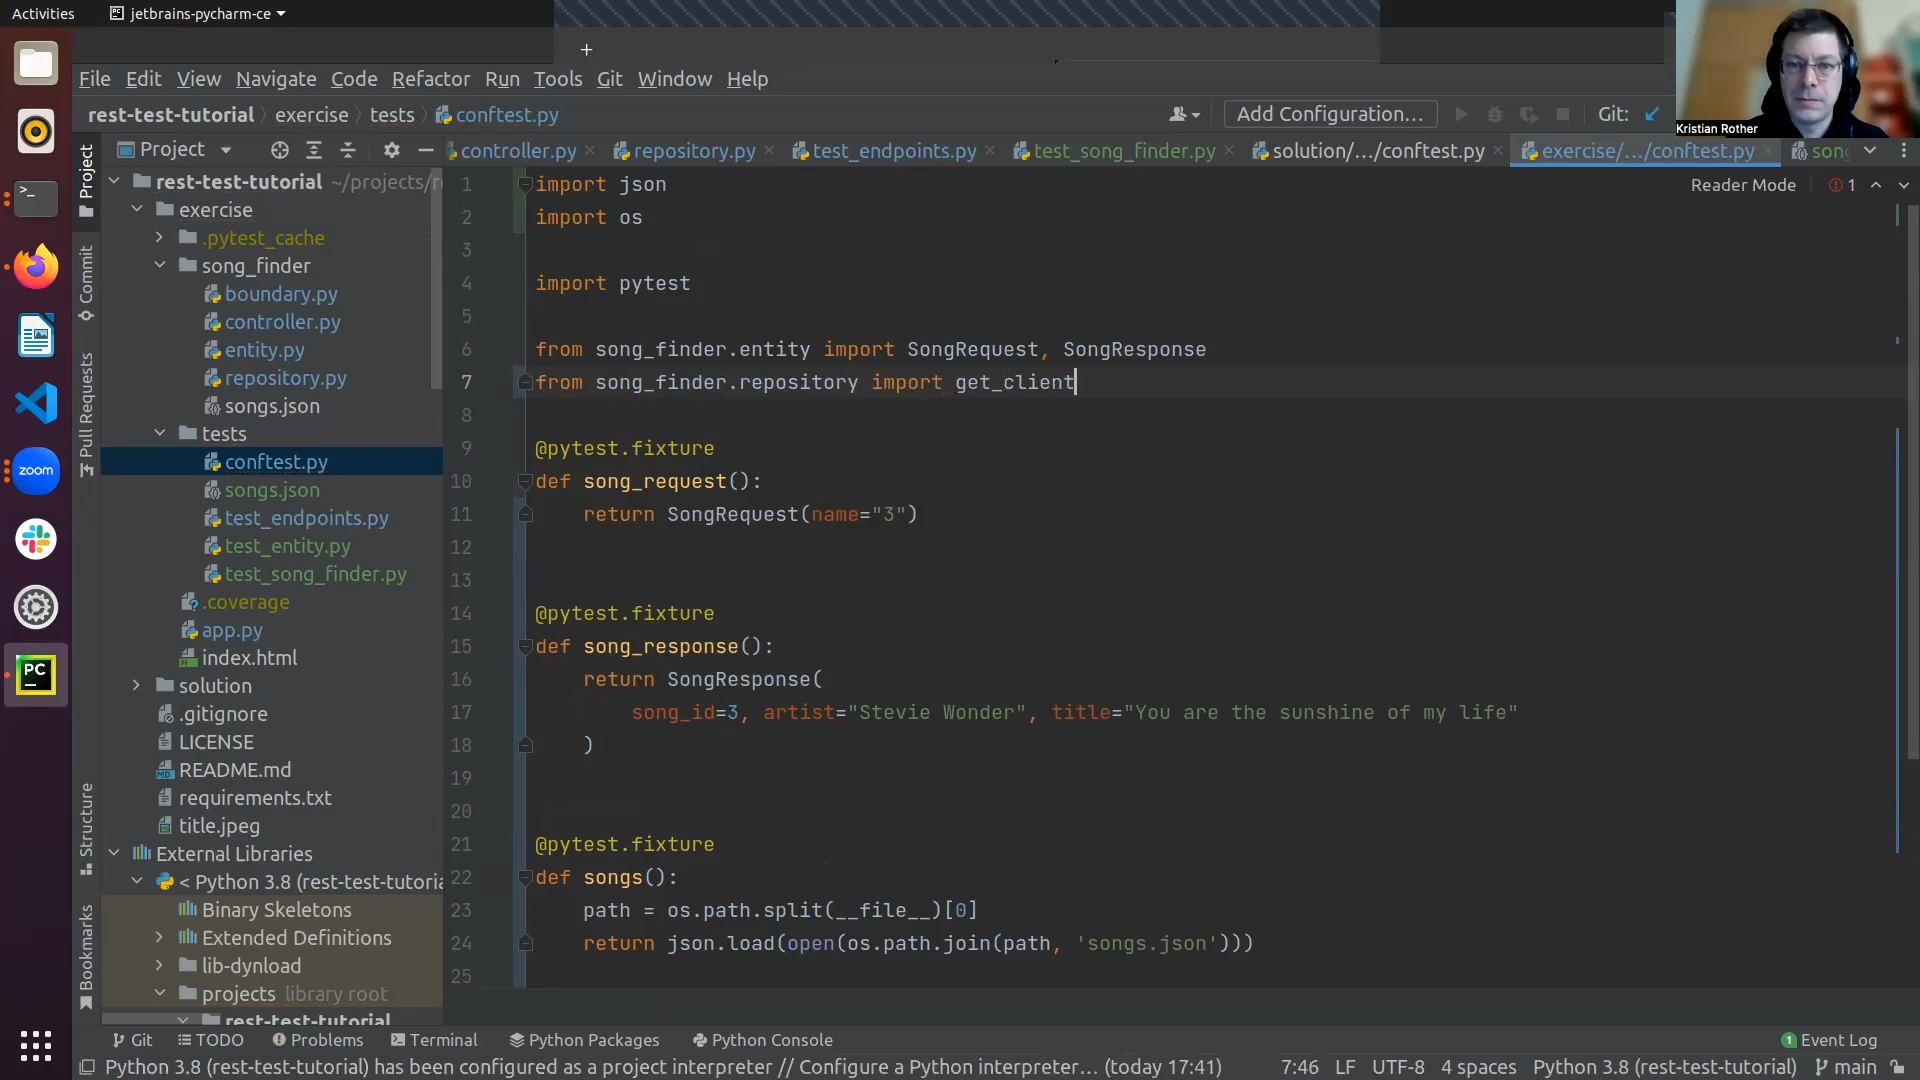 Activities
jetbrains-pycharm-ce
File Edit View Navigate Code Refactor Run Tools Git Window Help
Kristian Rother
rest-test-tutorial exercise tests conftest.py
Add Configuration...
Git:
Project
controller.py
repository.py
test_endpoints.py
test_song_finder.py
solution/.../conftest.py
exercise/.../conftest.py
song
Reader Mode
1
Project
Commit
Pull Requests
Structure
Bookmarks
zoom
PC
rest-test-tutorial ~/projects/r
exercise
.pytest_cache
song_finder
boundary.py
controller.py
entity.py
repository.py
songs.json
tests
conftest.py
songs.json
test_endpoints.py
test_entity.py
test_song_finder.py
.coverage
app.py
index.html
solution
.gitignore
LICENSE
README.md
requirements.txt
title.jpeg
External Libraries
< Python 3.8 (rest-test-tutoria
Binary Skeletons
Extended Definitions
lib-dynload
projects library root
rest-test-tutorial
1 import json
2 import os
3
4 import pytest
5
6 from song_finder.entity import SongRequest, SongResponse
7 from song_finder.repository import get_client
8
9 @pytest.fixture
10 def song_request():
11 return SongRequest(name="3")
12
13
14 @pytest.fixture
15 def song_response():
16 return SongResponse(
17 song_id=3, artist="Stevie Wonder", title="You are the sunshine of my life"
18 )
19
20
21 @pytest.fixture
22 def songs():
23 path = os.path.split(__file__)[0]
24 return json.load(open(os.path.join(path, 'songs.json')))
25
Git TODO Problems Terminal Python Packages Python Console
1 Event Log
Python 3.8 (rest-test-tutorial) has been configured as a project interpreter // Configure a Python interpreter... (today 17:41)
7:46 LF UTF-8 4 spaces Python 3.8 (rest-test-tutorial) main